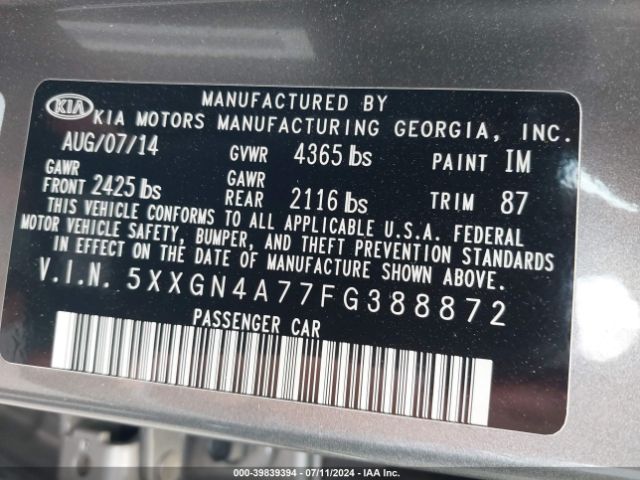 MANUFACTURED BY
KIA KIA MOTORS MANUFACTURING GEORGIA, INC.
AUG/07/14 GVWR 4365 lbs PAINT IM
GAWR FRONT 2425 lbs GAWR REAR 2116 lbs TRIM 87
THIS VEHICLE CONFORMS TO ALL APPLICABLE U.S.A. FEDERAL
MOTOR VEHICLE SAFETY, BUMPER, AND THEFT PREVENTION STANDARDS
IN EFFECT ON THE DATE OF MANUFACTURE SHOWN ABOVE.
V.I.N. 5XXGN4A77FG388872
PASSENGER CAR
000-39839394 - 07/11/2024 - IAA Inc.